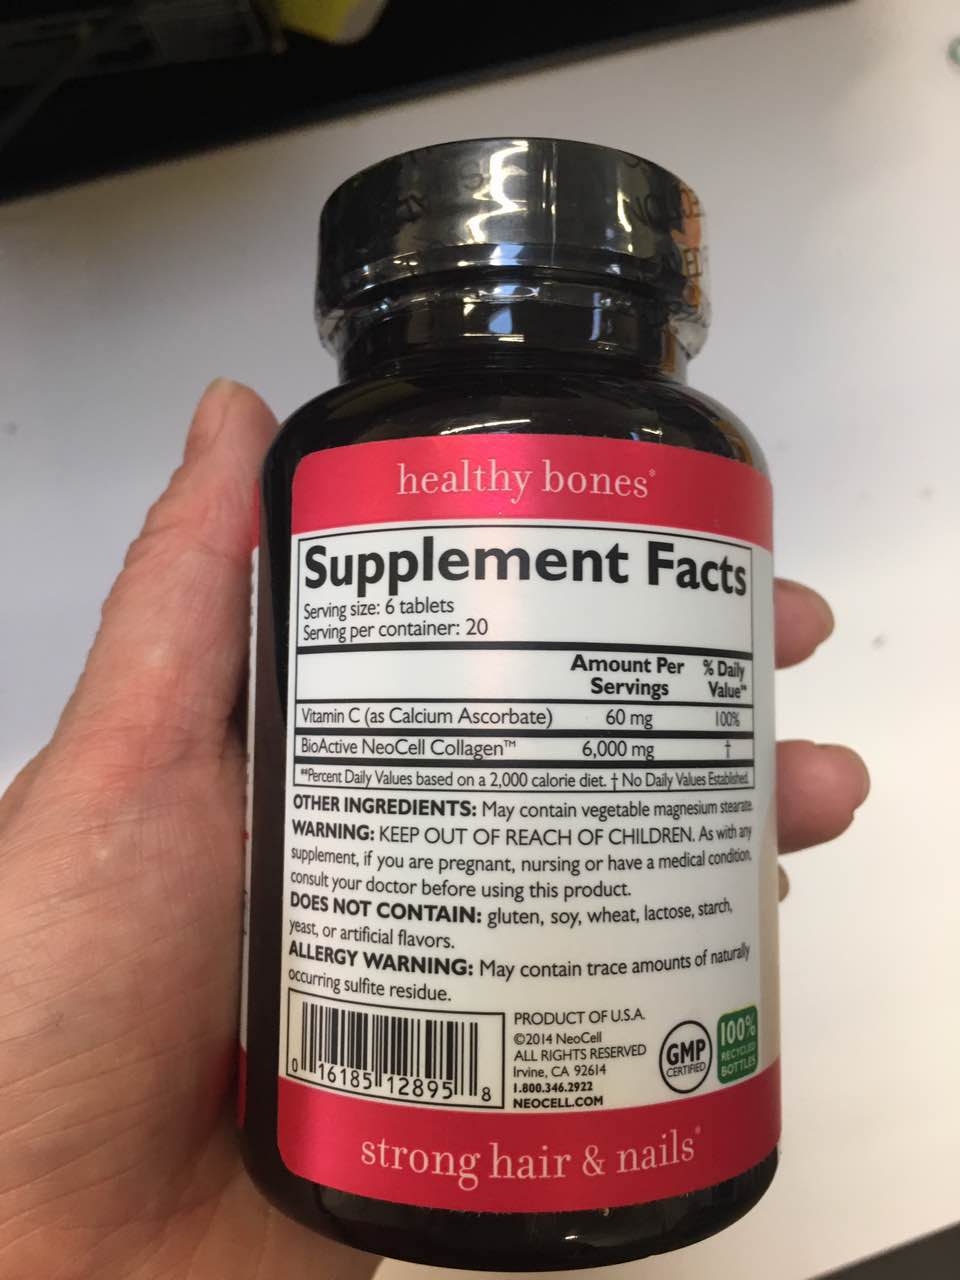 healthy bones*
Supplement Facts
Serving size: 6 tablets
Serving per container: 20
Amount Per Servings % Daily Value**
Vitamin C (as Calcium Ascorbate) 60 mg 100%
BioActive NeoCell Collagen™ 6,000 mg †
**Percent Daily Values based on a 2,000 calorie diet. † No Daily Values Established.
OTHER INGREDIENTS: May contain vegetable magnesium stearate.
WARNING: KEEP OUT OF REACH OF CHILDREN. As with any
supplement, if you are pregnant, nursing or have a medical condition,
consult your doctor before using this product.
DOES NOT CONTAIN: gluten, soy, wheat, lactose, starch,
yeast, or artificial flavors.
ALLERGY WARNING: May contain trace amounts of naturally
occurring sulfite residue.
0 16185 12895 8
PRODUCT OF U.S.A.
©2014 NeoCell
ALL RIGHTS RESERVED
Irvine, CA 92614
1.800.346.2922
NEOCELL.COM
GMP
CERTIFIED
100%
RECYCLED
BOTTLES
strong hair & nails*